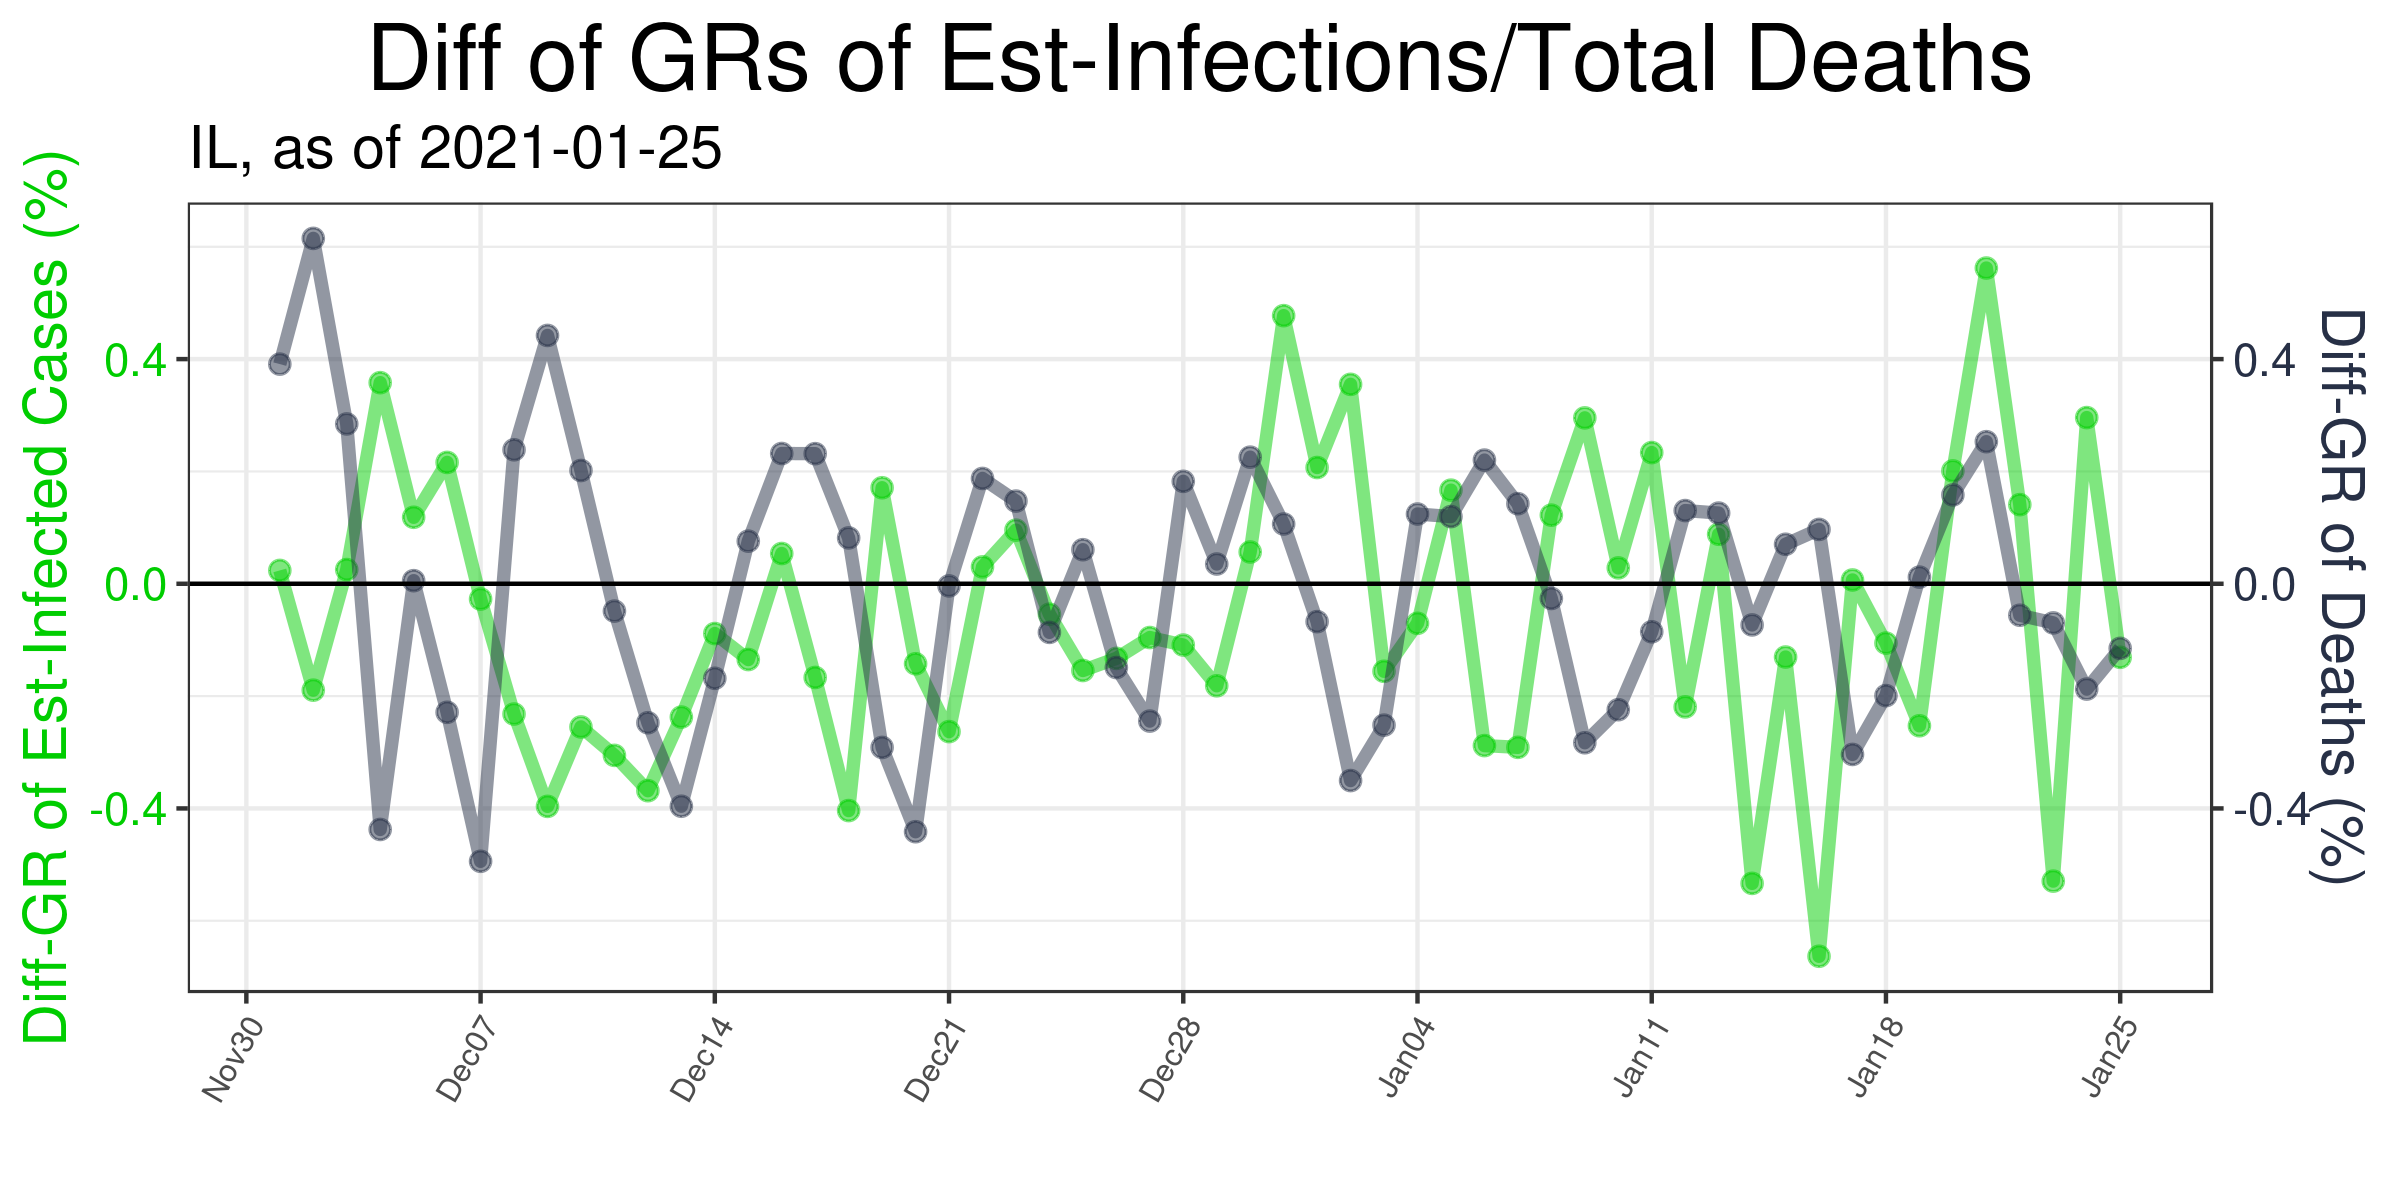 Diff of GRs of Est-Infections/Total Deaths
IL, as of 2021-01-25
Diff-GR of Est-Infected Cases (%)
0.4
0.0
-0.4
0.4
0.0
-0.4
Diff-GR of Deaths (%)
Nov30
Dec07
Dec14
Dec21
Dec28
Jan04
Jan11
Jan18
Jan25